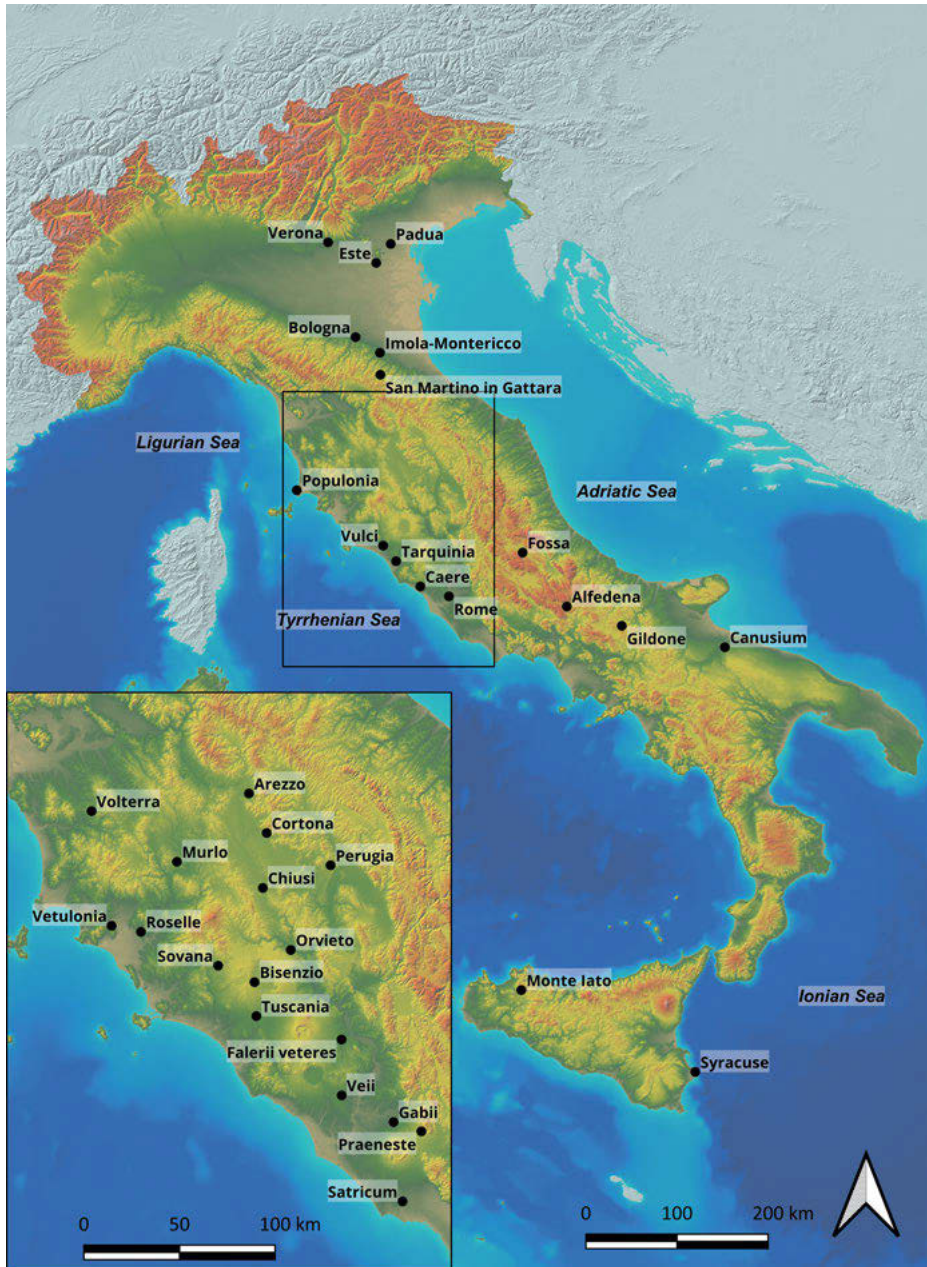 Verona
Padua
Este
Bologna
Imola-Montericco
San Martino in Gattara
Ligurian Sea
Populonia
Adriatic Sea
Vulci
Fossa
Tarquinia
Caere
Alfedena
Rome
Tyrrhenian Sea
Gildone
Canusium
Arezzo
Volterra
Cortona
Murlo
Perugia
Chiusi
Vetulonia
Roselle
Orvieto
Sovana
Bisenzio
Tuscania
Falerii veteres
Veii
Gabii
Praeneste
Satricum
0 50 100 km
Monte Iato
Ionian Sea
Syracuse
0 100 200 km